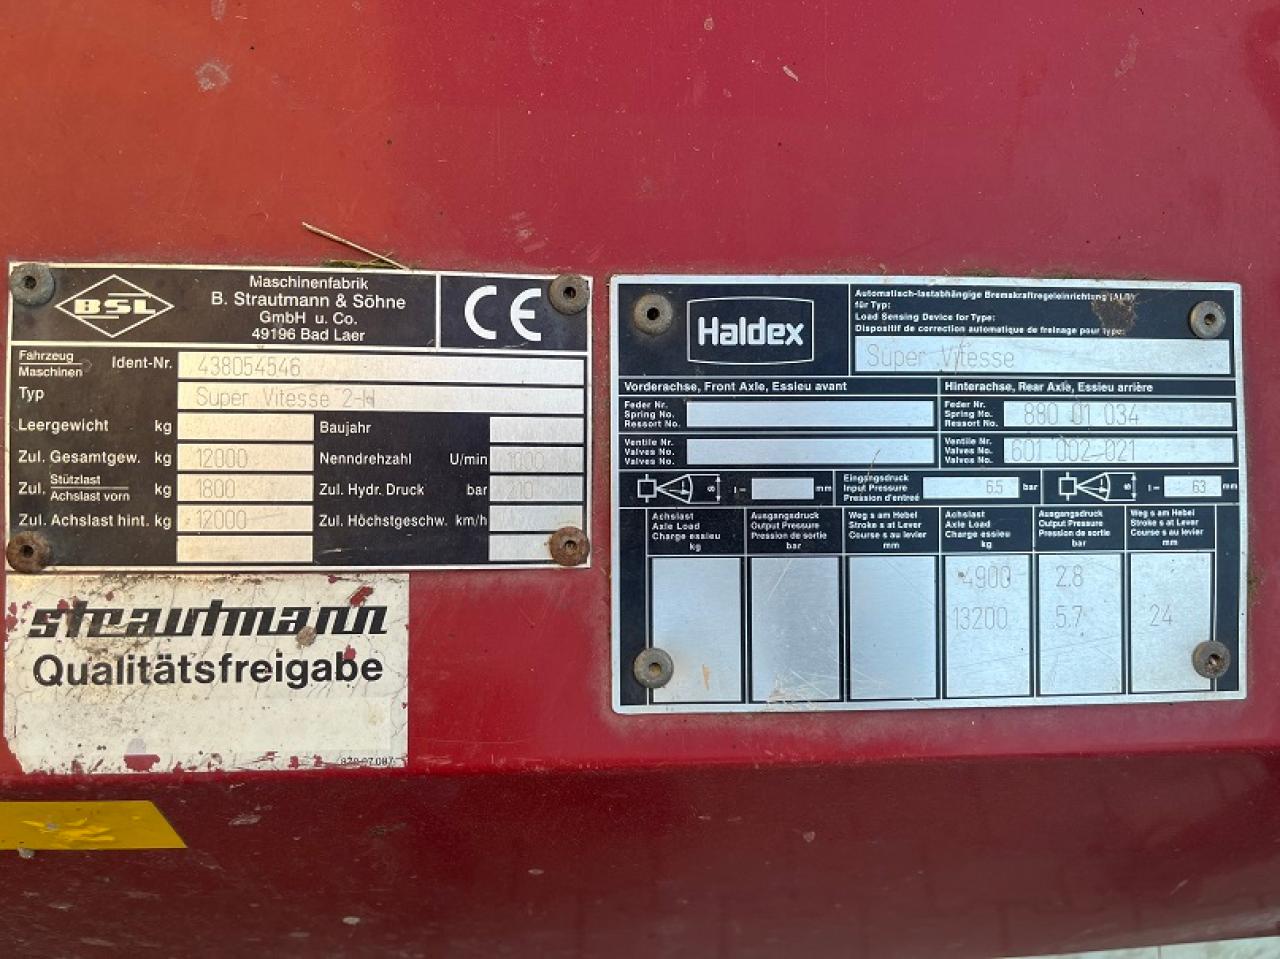 BSL
Maschinenfabrik
B. Strautmann & Söhne
GmbH u. Co.
49196 Bad Laer
CE
Fahrzeug
Maschinen
Ident-Nr. 438054546
Typ Super Vitesse 2-H
Leergewicht kg
Baujahr
Zul. Gesamtgew. kg 12000
Nenndrehzahl U/min 1000
Zul. Stützlast
Achslast vorn kg 1800
Zul. Hydr. Druck bar 210
Zul. Achslast hint. kg 12000
Zul. Höchstgeschw. km/h
strautmann
Qualitätsfreigabe
Haldex
Automatisch-lastabhängige Bremskraftregeleinrichtung (ALB)
für Typ:
Load Sensing Device for Type:
Dispositif de correction automatique de freinage pour type:
Super Vitesse
Vorderachse, Front Axle, Essieu avant
Hinterachse, Rear Axle, Essieu arrière
Feder Nr.
Spring No.
Ressort No.
Feder Nr.
Spring No.
Ressort No.
880 01 034
Ventile Nr.
Valves No.
Valves No.
Ventile Nr.
Valves No.
Valves No.
601 002 021
l = mm
Eingangsdruck
Input Pressure
Pression d'entreé
6.5 bar
l = 63 mm
Achslast
Axle Load
Charge essieu
kg
Ausgangsdruck
Output Pressure
Pression de sortie
bar
Weg s am Hebel
Stroke s at Lever
Course s au levier
mm
Achslast
Axle Load
Charge essieu
kg
Ausgangsdruck
Output Pressure
Pression de sortie
bar
Weg s am Hebel
Stroke s at Lever
Course s au levier
mm
4900 2.8
13200 5.7 24